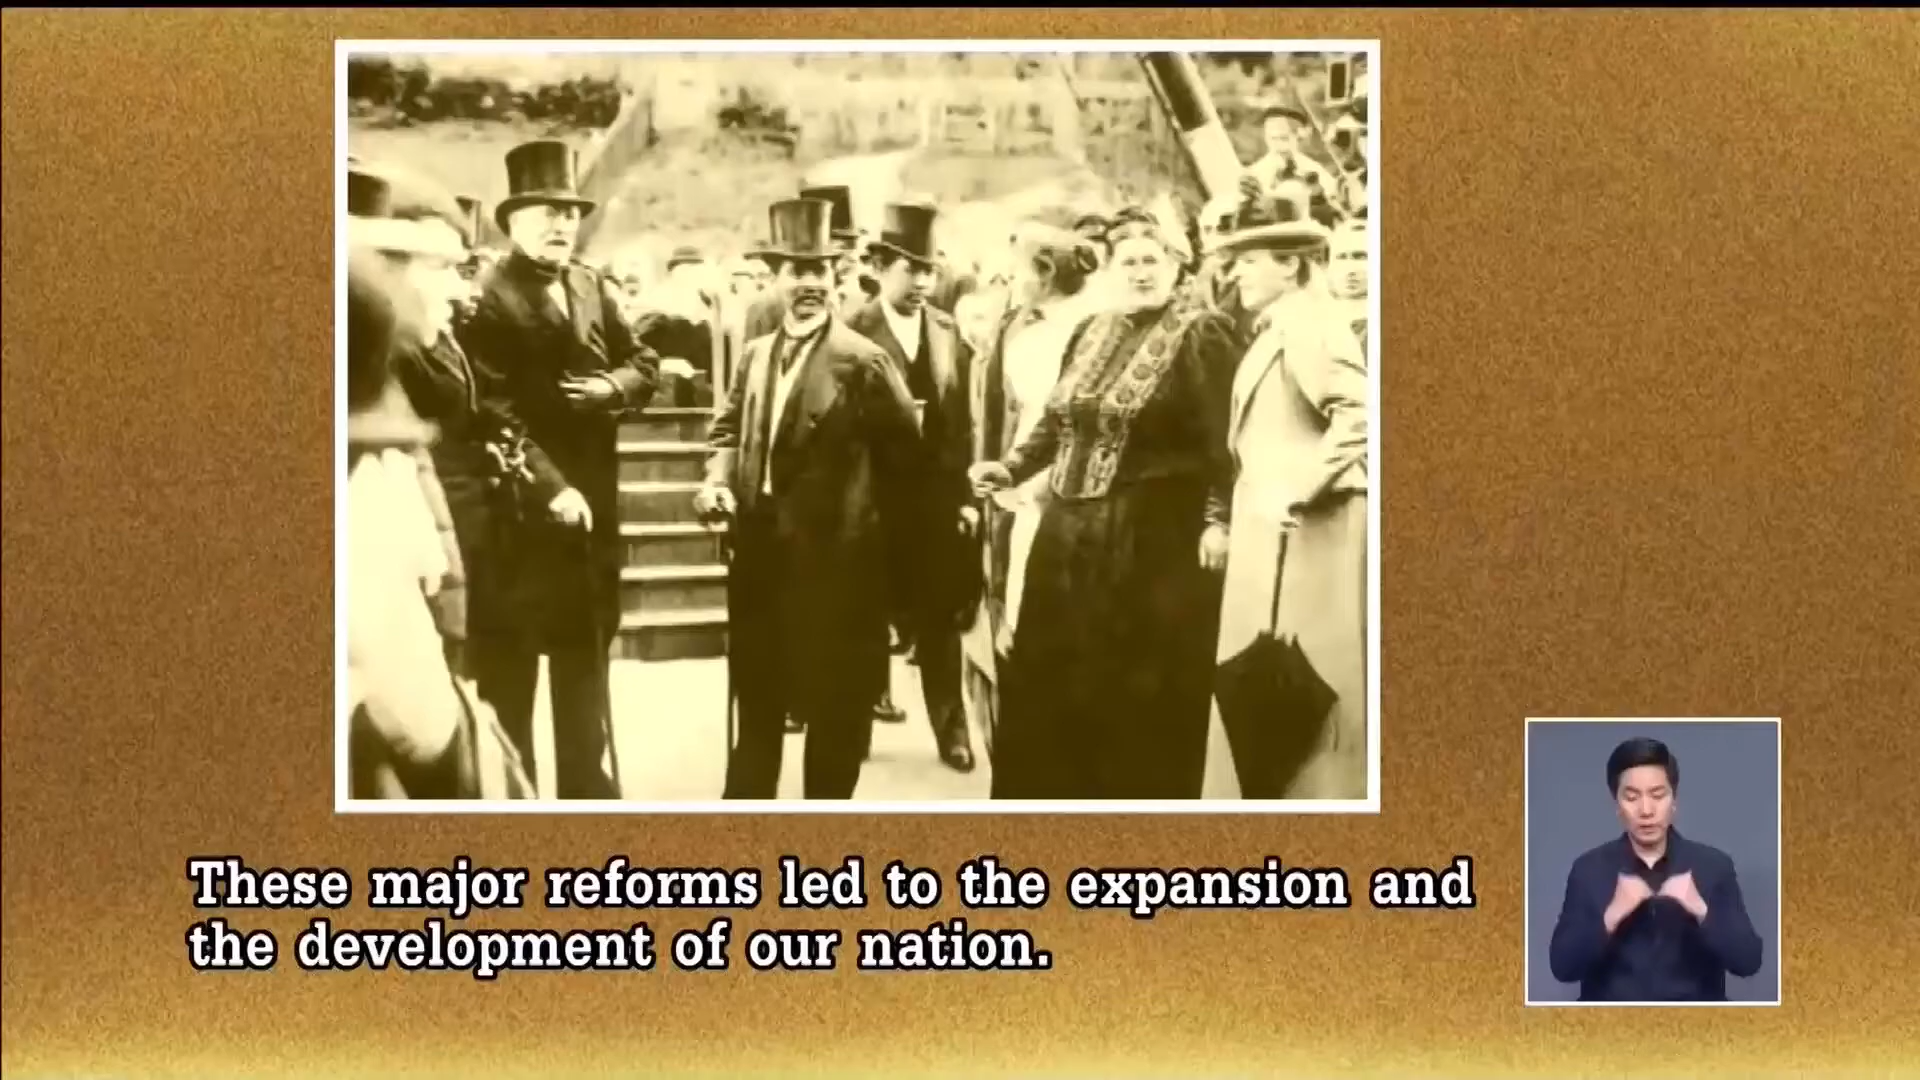 These major reforms led to the expansion and
the development of our nation.